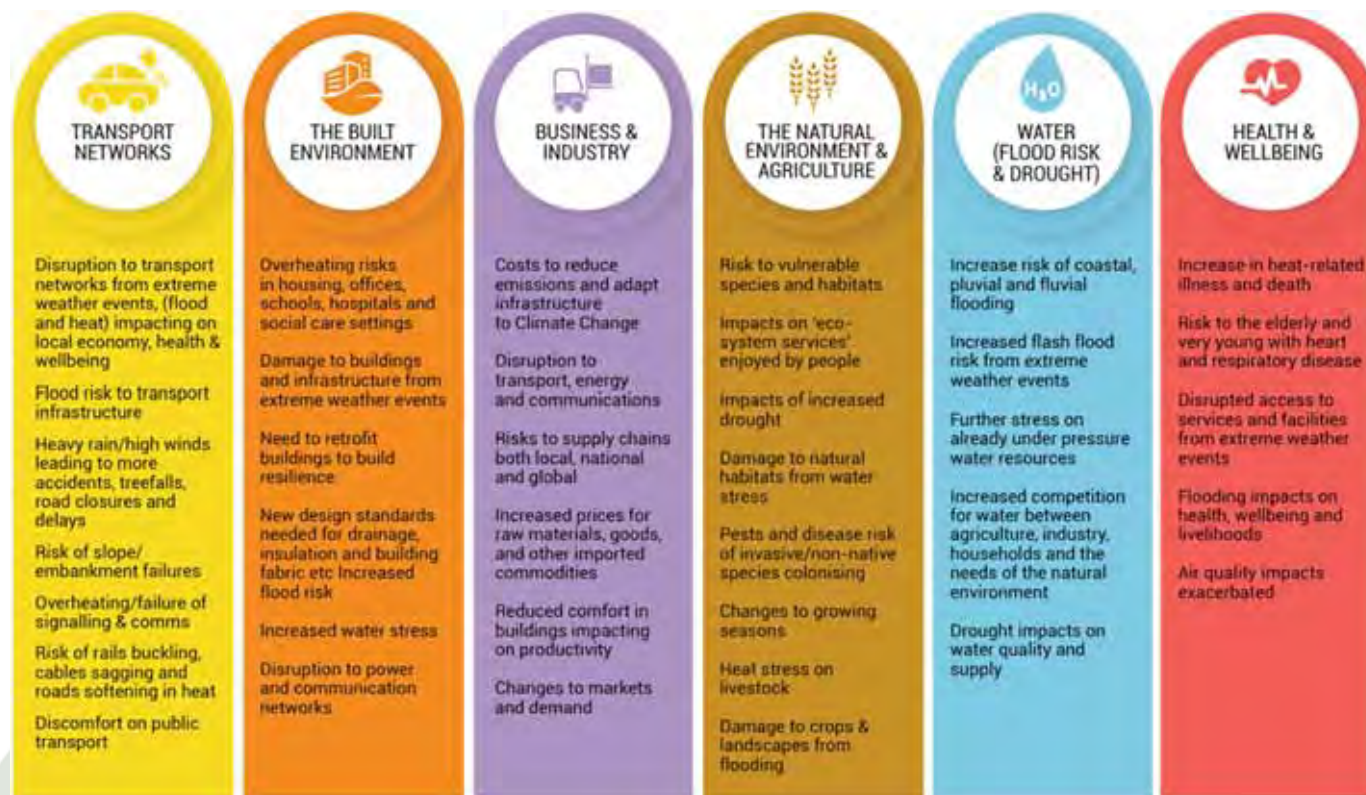 TRANSPORT
NETWORKS
Disruption to transport
networks from extreme
weather events, (flood
and heat) impacting on
local economy, health &
wellbeing
Flood risk to transport
infrastructure
Heavy rain/high winds
leading to more
accidents, treefalls,
road closures and
delays
Risk of slope/
embankment failures
Overheating/failure of
signalling & comms
Risk of rails buckling,
cables sagging and
roads softening in heat
Discomfort on public
transport
THE BUILT
ENVIRONMENT
Overheating risks
in housing, offices,
schools, hospitals and
social care settings
Damage to buildings
and infrastructure from
extreme weather events
Need to retrofit
buildings to build
resilience
New design standards
needed for drainage,
insulation and building
fabric etc Increased
flood risk
Increased water stress
Disruption to power
and communication
networks
BUSINESS &
INDUSTRY
Costs to reduce
emissions and adapt
infrastructure
to Climate Change
Disruption to
transport, energy
and communications
Risks to supply chains
both local, national
and global
Increased prices for
raw materials, goods,
and other imported
commodities
Reduced comfort in
buildings impacting
on productivity
Changes to markets
and demand
THE NATURAL
ENVIRONMENT &
AGRICULTURE
Risk to vulnerable
species and habitats
Impacts on 'eco-
system services'
enjoyed by people
Impacts of increased
drought
Damage to natural
habitats from water
stress
Pests and disease risk
of invasive/non-native
species colonising
Changes to growing
seasons
Heat stress on
livestock
Damage to crops &
landscapes from
flooding
H₂O
WATER
(FLOOD RISK
& DROUGHT)
Increase risk of coastal,
pluvial and fluvial
flooding
Increased flash flood
risk from extreme
weather events
Further stress on
already under pressure
water resources
Increased competition
for water between
agriculture, industry,
households and the
needs of the natural
environment
Drought impacts on
water quality and
supply
HEALTH &
WELLBEING
Increase in heat-related
illness and death
Risk to the elderly and
very young with heart
and respiratory disease
Disrupted access to
services and facilities
from extreme weather
events
Flooding impacts on
health, wellbeing and
livelihoods
Air quality impacts
exacerbated